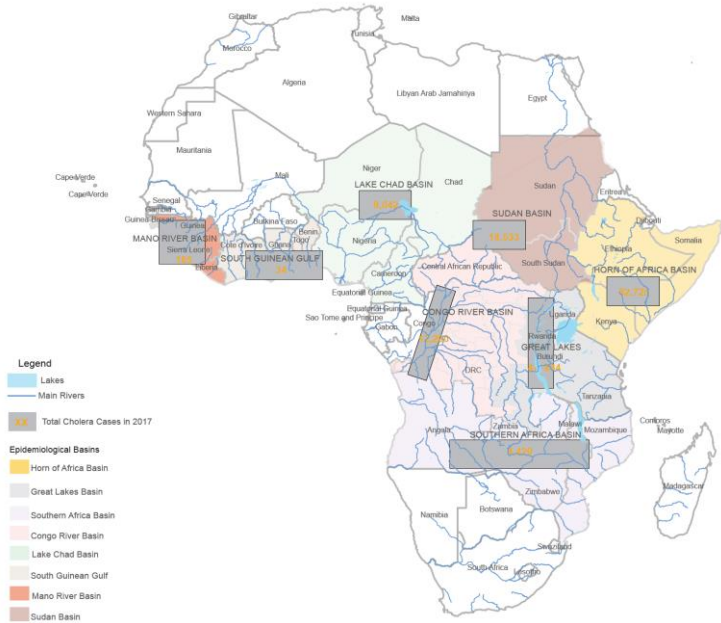 Gibraltar
Malta
Tunisia
Morocco
Algeria
Libyan Arab Jamahiriya
Egypt
Western Sahara
Mauritania
Cape Verde
Cape Verde
Mali
Niger
Chad
Sudan
Eritrea
LAKE CHAD BASIN
SUDAN BASIN
Senegal
Gambia
Guinea-Bissau
Guinea
Burkina Faso
Benin
Djibouti
Somalia
Ethiopia
MANO RIVER BASIN
Sierra Leone
Liberia
Côte d'Ivoire
Ghana
Togo
Nigeria
SOUTH GUINEAN GULF
Central African Republic
South Sudan
HORN OF AFRICA BASIN
Cameroon
Equatorial Guinea
Equatorial Guinea
Sao Tome and Principe
Gabon
Congo
CONGO RIVER BASIN
Uganda
Kenya
Rwanda
GREAT LAKES
Burundi
DRC
Tanzania
Angola
Zambia
Malawi
Mozambique
Comoros
Mayotte
SOUTHERN AFRICA BASIN
Zimbabwe
Madagascar
Namibia
Botswana
Swaziland
South Africa
Lesotho
Legend
Lakes
Main Rivers
Total Cholera Cases in 2017
Epidemiological Basins
Horn of Africa Basin
Great Lakes Basin
Southern Africa Basin
Congo River Basin
Lake Chad Basin
South Guinean Gulf
Mano River Basin
Sudan Basin